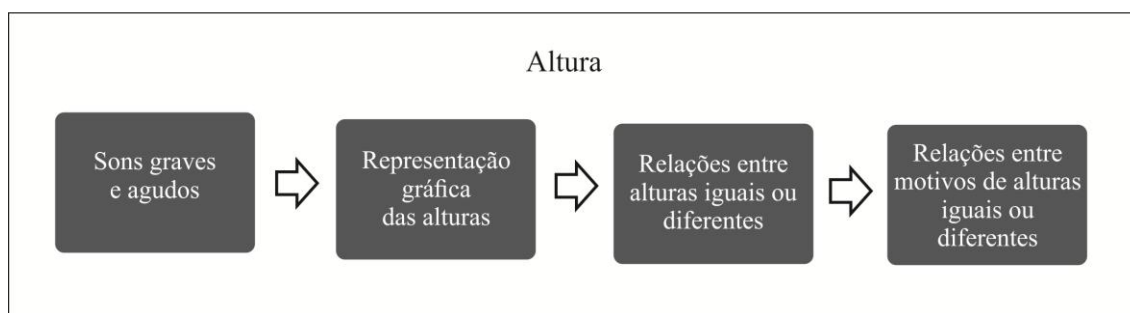 Altura
Sons graves
e agudos
Representação
gráfica
das alturas
Relações entre
alturas iguais ou
diferentes
Relações entre
motivos de alturas
iguais ou
diferentes